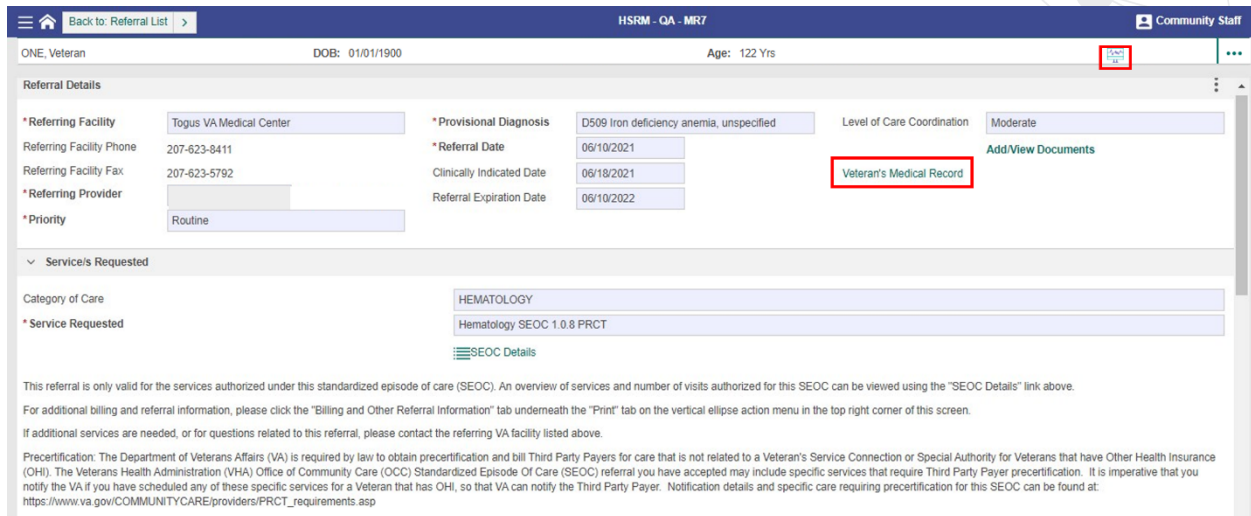 Back to: Referral List >
HSRM - QA - MR7
Community Staff
ONE, Veteran DOB: 01/01/1900 Age: 122 Yrs
Referral Details
*Referring Facility Togus VA Medical Center *Provisional Diagnosis D509 Iron deficiency anemia, unspecified Level of Care Coordination Moderate
Referring Facility Phone 207-623-8411 *Referral Date 06/10/2021 Add/View Documents
Referring Facility Fax 207-623-5792 Clinically Indicated Date 06/18/2021 Veteran's Medical Record
*Referring Provider Referral Expiration Date 06/10/2022
*Priority Routine
Service/s Requested
Category of Care HEMATOLOGY
*Service Requested Hematology SEOC 1.0.8 PRCT
SEOC Details
This referral is only valid for the services authorized under this standardized episode of care (SEOC). An overview of services and number of visits authorized for this SEOC can be viewed using the "SEOC Details" link above.
For additional billing and referral information, please click the "Billing and Other Referral Information" tab underneath the "Print" tab on the vertical ellipse action menu in the top right corner of this screen.
If additional services are needed, or for questions related to this referral, please contact the referring VA facility listed above.
Precertification: The Department of Veterans Affairs (VA) is required by law to obtain precertification and bill Third Party Payers for care that is not related to a Veteran's Service Connection or Special Authority for Veterans that have Other Health Insurance
(OHI). The Veterans Health Administration (VHA) Office of Community Care (OCC) Standardized Episode Of Care (SEOC) referral you have accepted may include specific services that require Third Party Payer precertification. It is imperative that you
notify the VA if you have scheduled any of these specific services for a Veteran that has OHI, so that VA can notify the Third Party Payer. Notification details and specific care requiring precertification for this SEOC can be found at:
https://www.va.gov/COMMUNITYCARE/providers/PRCT_requirements.asp